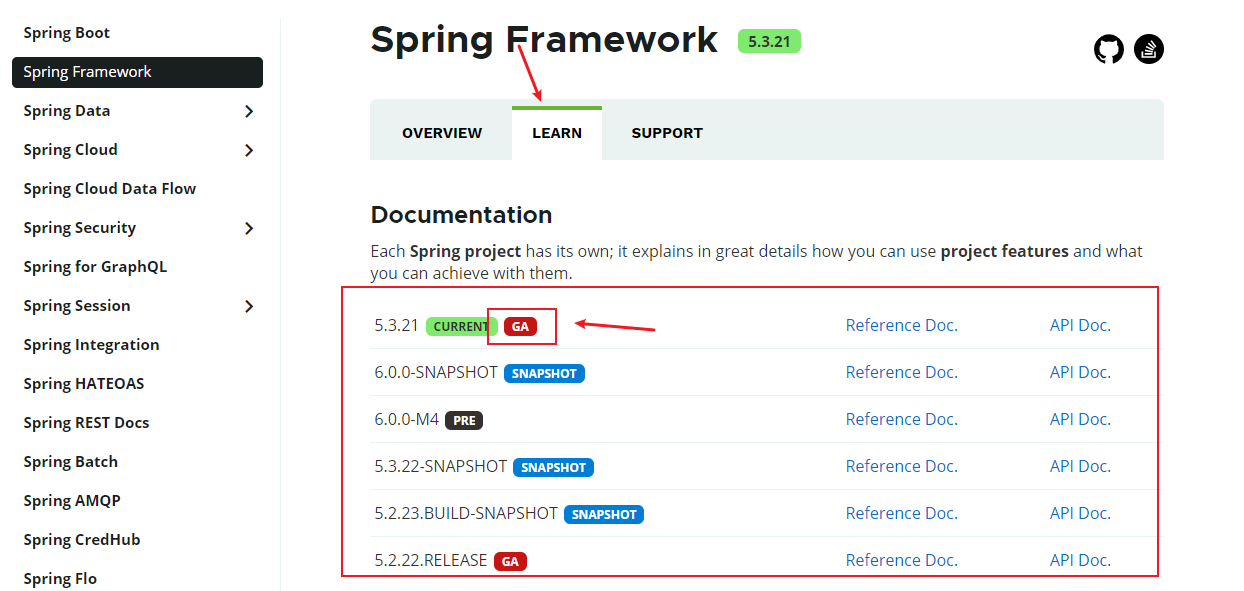 Spring Boot
Spring Framework
Spring Data
Spring Cloud
Spring Cloud Data Flow
Spring Security
Spring for GraphQL
Spring Session
Spring Integration
Spring HATEOAS
Spring REST Docs
Spring Batch
Spring AMQP
Spring CredHub
Spring Flo
Spring Framework 5.3.21
OVERVIEW LEARN SUPPORT
Documentation
Each Spring project has its own; it explains in great details how you can use project features and what
you can achieve with them.
5.3.21 CURRENT GA Reference Doc. API Doc.
6.0.0-SNAPSHOT SNAPSHOT Reference Doc. API Doc.
6.0.0-M4 PRE Reference Doc. API Doc.
5.3.22-SNAPSHOT SNAPSHOT Reference Doc. API Doc.
5.2.23.BUILD-SNAPSHOT SNAPSHOT Reference Doc. API Doc.
5.2.22.RELEASE GA Reference Doc. API Doc.